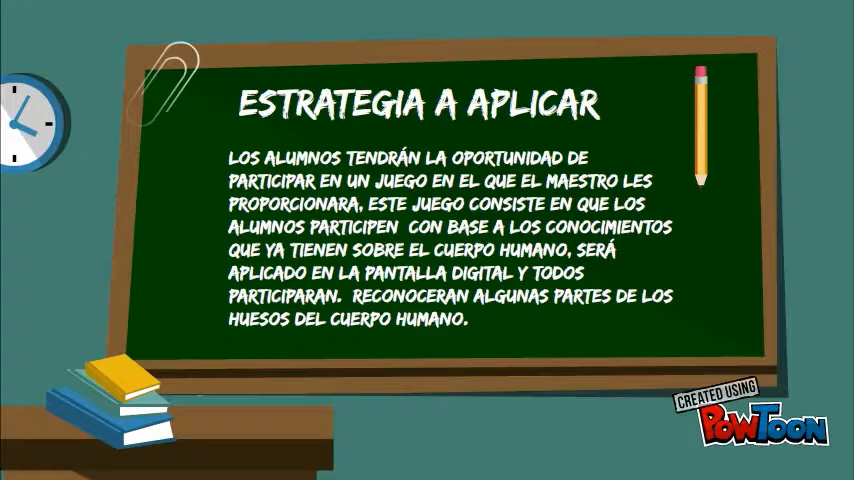 ESTRATEGIA A APLICAR
LOS ALUMNOS TENDRÁN LA OPORTUNIDAD DE
PARTICIPAR EN UN JUEGO EN EL QUE EL MAESTRO LES
PROPORCIONARA, ESTE JUEGO CONSISTE EN QUE LOS
ALUMNOS PARTICIPEN  CON BASE A LOS CONOCIMIENTOS
QUE YA TIENEN SOBRE EL CUERPO HUMANO, SERÁ
APLICADO EN LA PANTALLA DIGITAL Y TODOS
PARTICIPARAN.  RECONOCERAN ALGUNAS PARTES DE LOS
HUESOS DEL CUERPO HUMANO.
CREATED USING
POWTOON